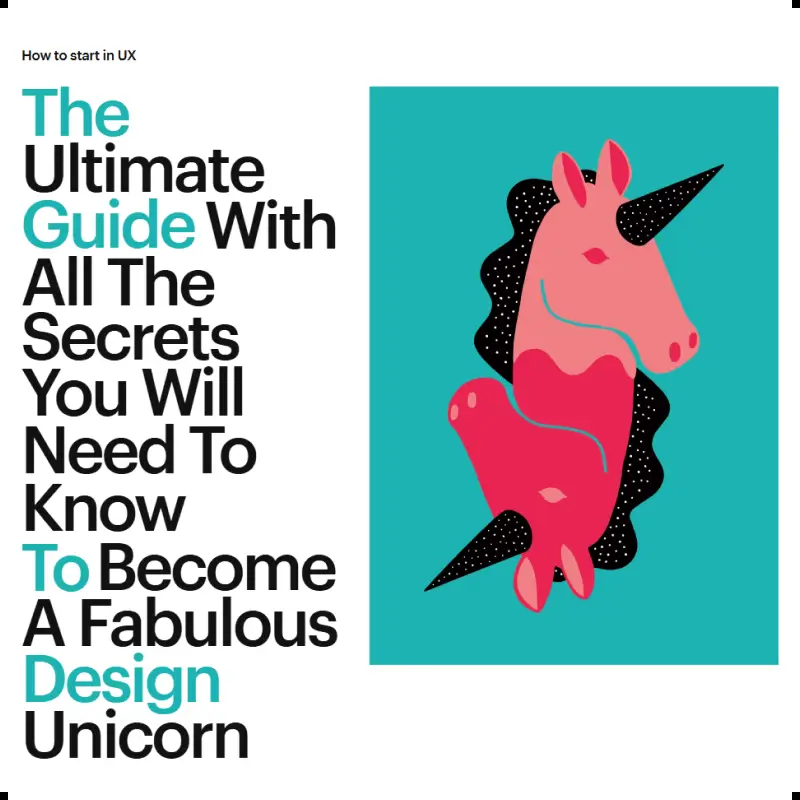 How to start in UX
The
Ultimate
Guide With
All The
Secrets
You Will
Need To
Know
To Become
A Fabulous
Design
Unicorn